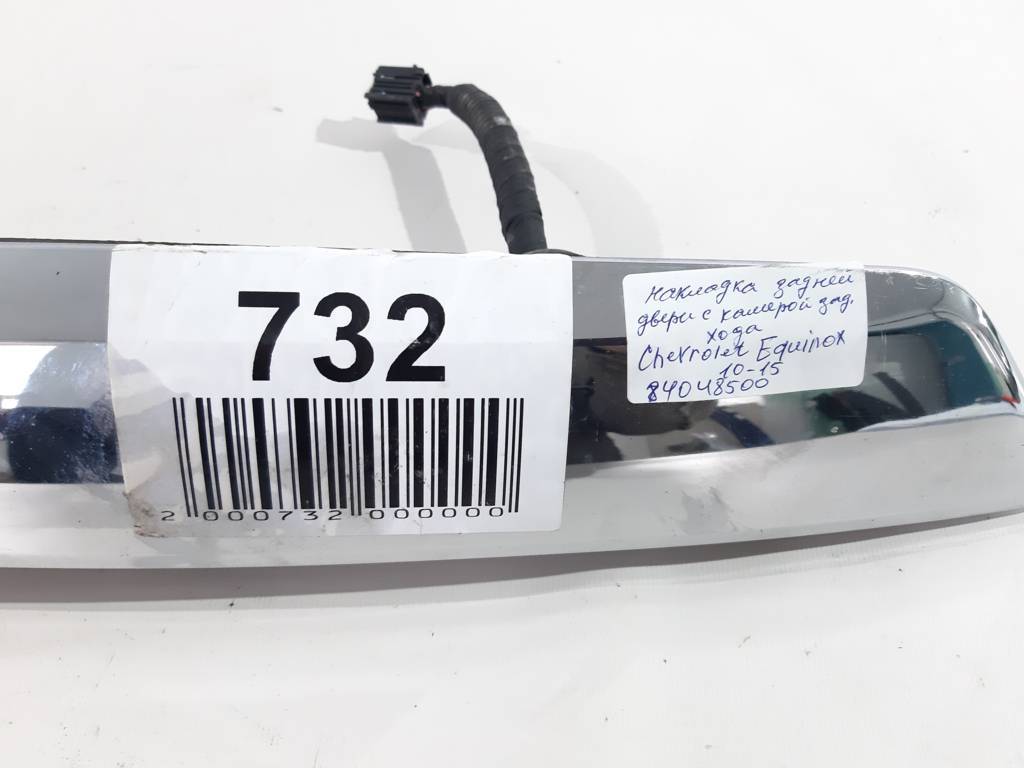 732
2 000732 000000
Накладка задней
двери с камерой зад.
хода
Chevrolet Equinox
10-15
84048500